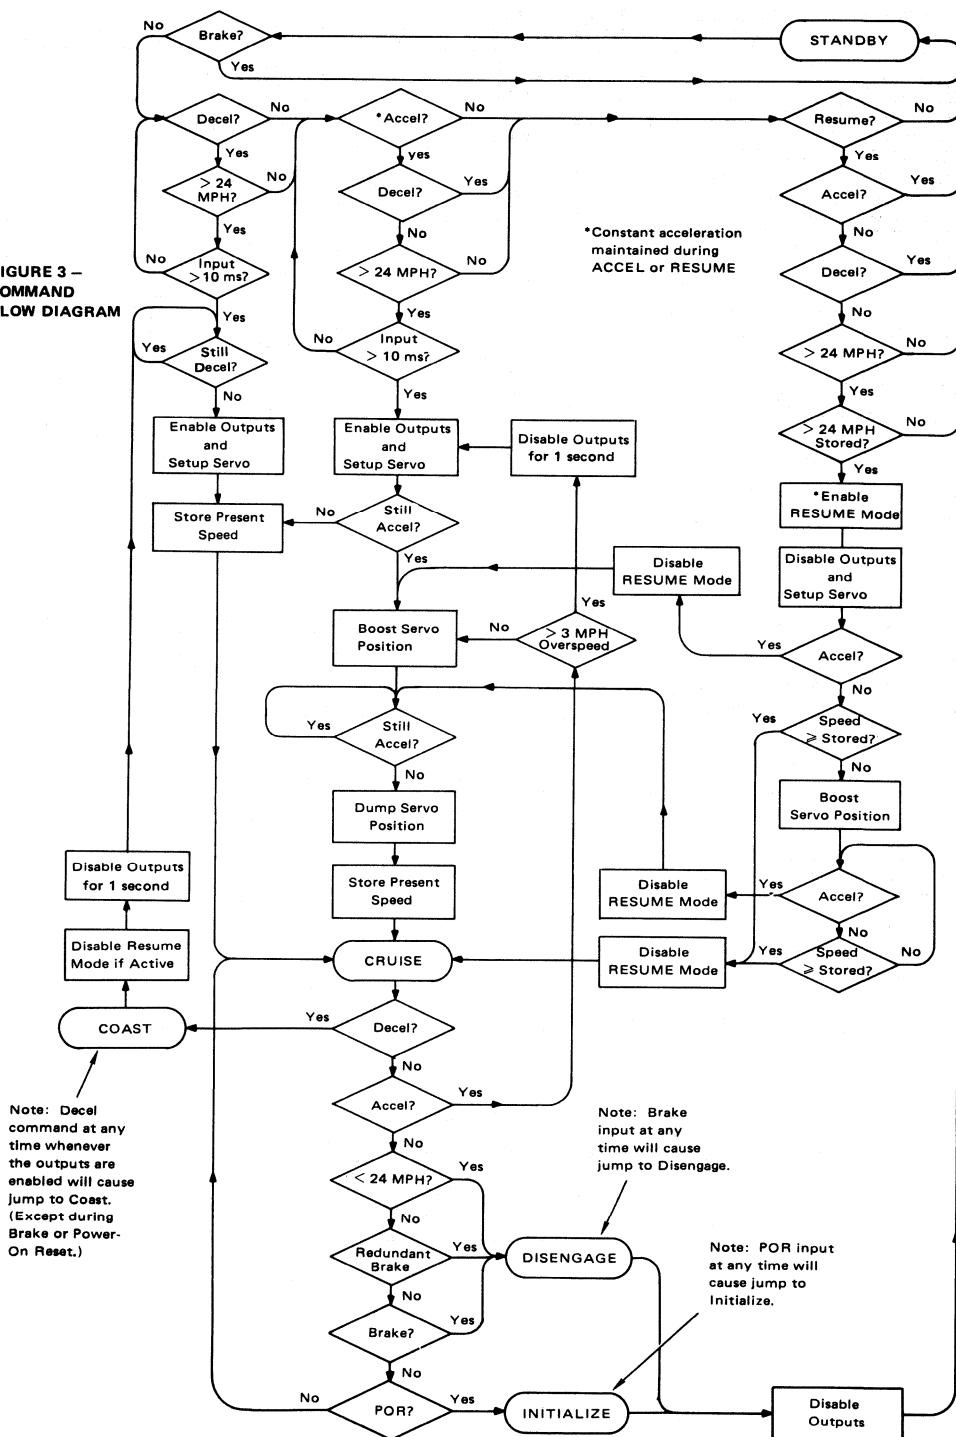 No
Brake?
STANDBY
Yes
Decel?
No
*Accel?
No
Resume?
No
Yes
yes
Yes
> 24
MPH?
No
Decel?
Yes
Accel?
Yes
Yes
No
No
*Constant acceleration
maintained during
ACCEL or RESUME
IGURE 3 –
OMMAND
LOW DIAGRAM
No
Input
> 10 ms?
> 24 MPH?
No
Decel?
Yes
Yes
Yes
No
Yes
Still
Decel?
No
Input
> 10 ms?
> 24 MPH?
No
No
Yes
Yes
Enable Outputs
and
Setup Servo
Enable Outputs
and
Setup Servo
Disable Outputs
for 1 second
> 24 MPH
Stored?
No
Yes
Store Present
Speed
No
Still
Accel?
*Enable
RESUME Mode
Yes
Disable
RESUME Mode
Disable Outputs
and
Setup Servo
Yes
Boost Servo
Position
No
> 3 MPH
Overspeed
Yes
Accel?
No
Yes
Still
Accel?
Yes
Speed
⩾ Stored?
No
No
Dump Servo
Position
Boost
Servo Position
Disable Outputs
for 1 second
Store Present
Speed
Disable
RESUME Mode
Yes
Accel?
No
Disable Resume
Mode if Active
CRUISE
Disable
RESUME Mode
Yes
Speed
⩾ Stored?
No
COAST
Yes
Decel?
No
Note: Decel
command at any
time whenever
the outputs are
enabled will cause
jump to Coast.
(Except during
Brake or Power-
On Reset.)
Accel?
Yes
No
Note: Brake
input at any
time will cause
jump to Disengage.
< 24 MPH?
Yes
No
Redundant
Brake
Yes
DISENGAGE
No
Note: POR input
at any time will
cause jump to
Initialize.
Brake?
Yes
No
No
POR?
Yes
INITIALIZE
Disable
Outputs